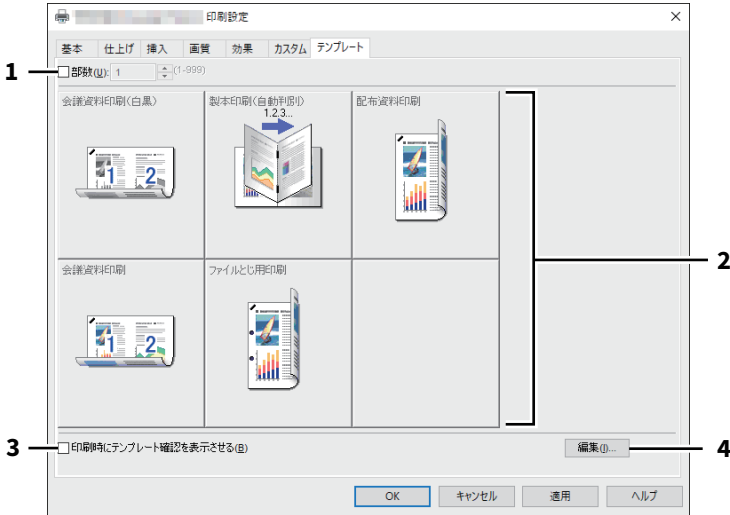 印刷設定
基本 仕上げ 挿入 画質 効果 カスタム テンプレート
1 部数(U): 1 (1-999)
会議資料印刷(白黒) 製本印刷(自動判別) 配布資料印刷
1.2.3...
1 2
2
会議資料印刷 ファイルとじ用印刷
1 2
3 印刷時にテンプレート確認を表示させる(B) 編集(I)... 4
OK キャンセル 適用 ヘルプ